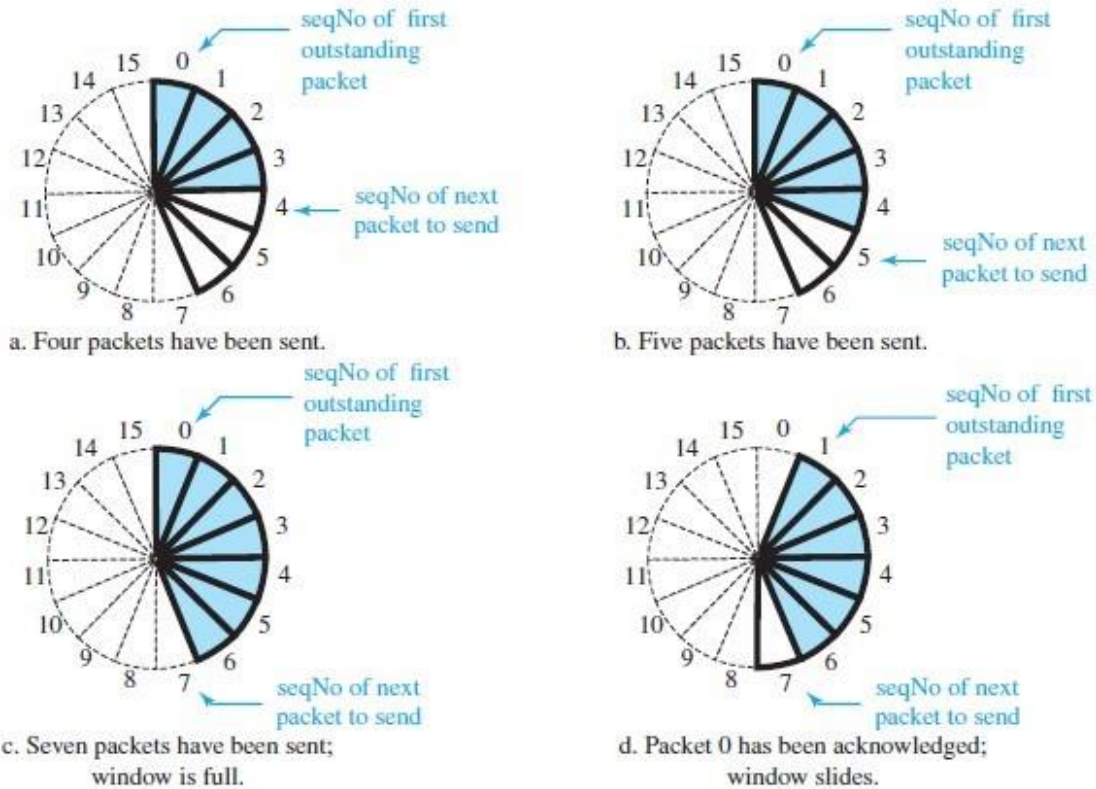 seqNo of first
outstanding
packet
0
1
2
3
4
5
6
7
8
9
10
11
12
13
14
15
seqNo of next
packet to send
a. Four packets have been sent.
seqNo of first
outstanding
packet
0
1
2
3
4
5
6
7
8
9
10
11
12
13
14
15
seqNo of next
packet to send
b. Five packets have been sent.
seqNo of first
outstanding
packet
0
1
2
3
4
5
6
7
8
9
10
11
12
13
14
15
seqNo of next
packet to send
c. Seven packets have been sent;
window is full.
seqNo of first
outstanding
packet
0
1
2
3
4
5
6
7
8
9
10
11
12
13
14
15
seqNo of next
packet to send
d. Packet 0 has been acknowledged;
window slides.